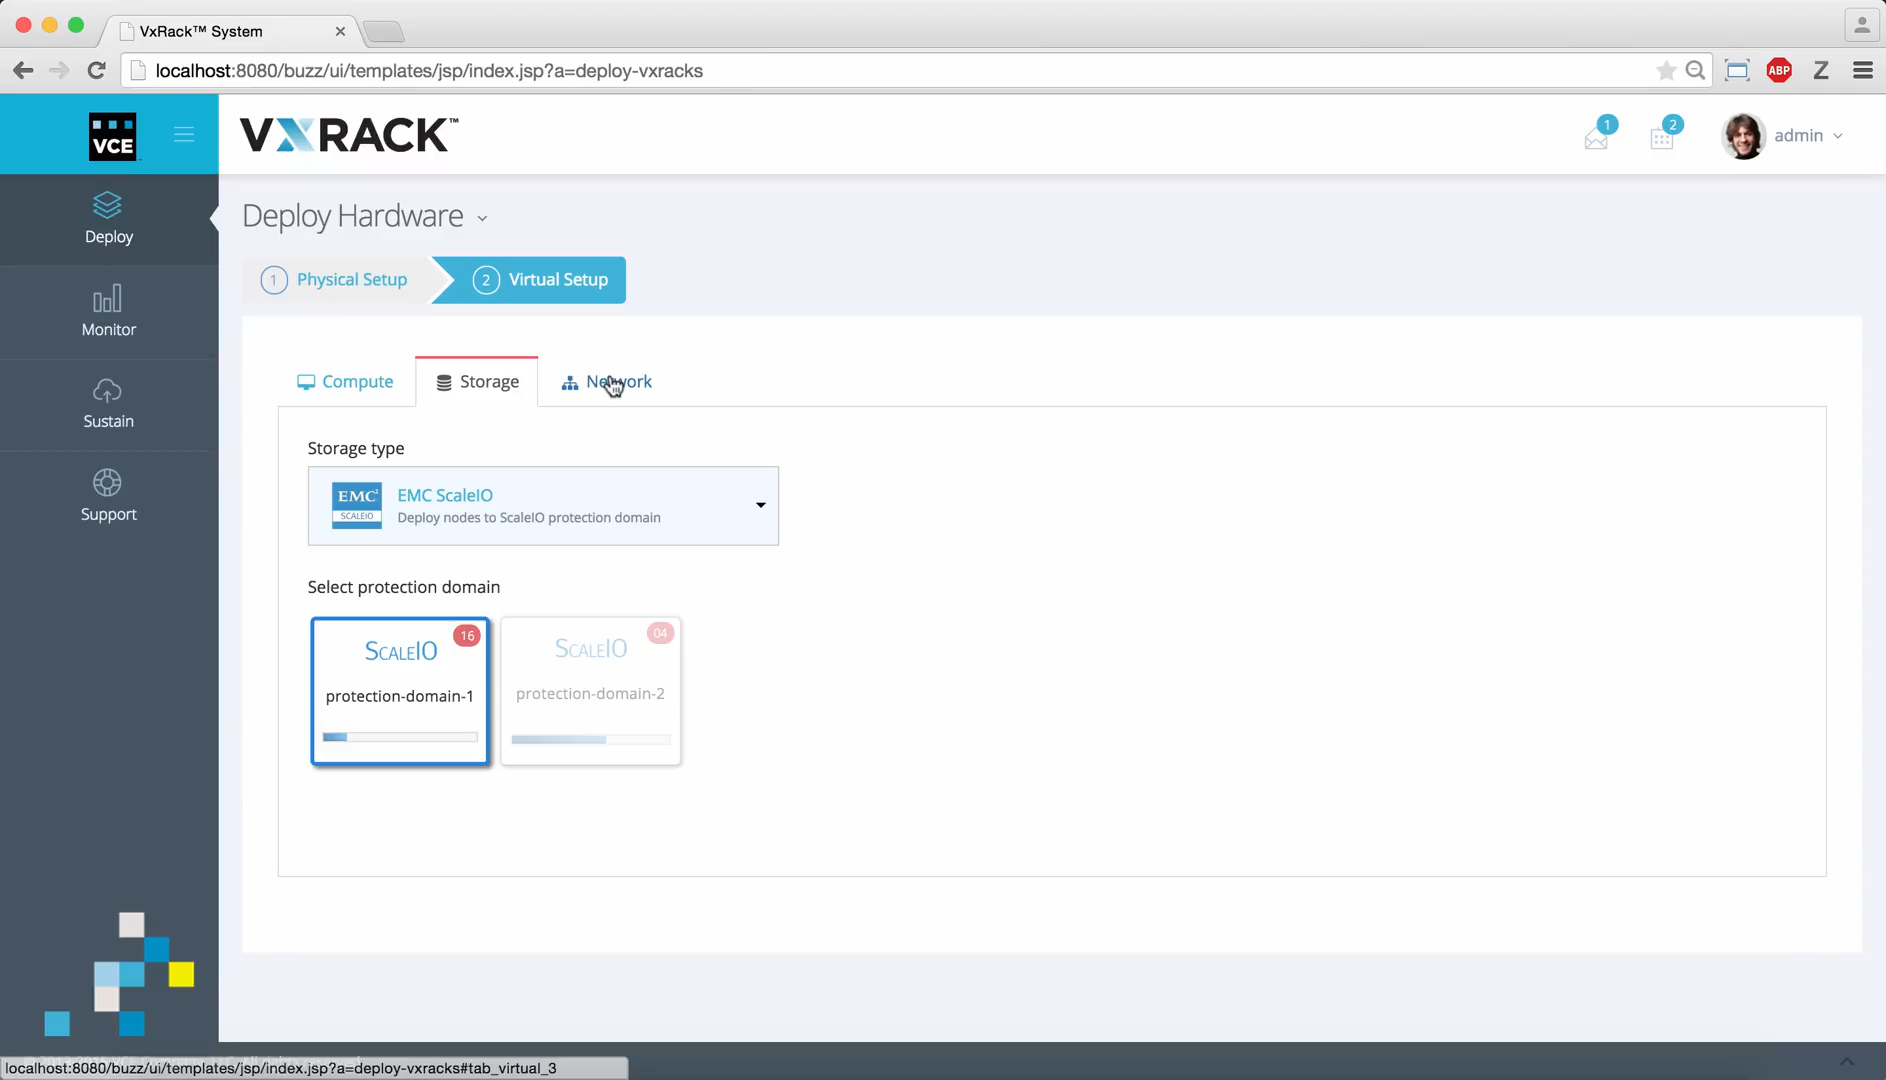 VxRack™ System
localhost:8080/buzz/ui/templates/jsp/index.jsp?a=deploy-vxracks
ABP
Z
VCE
VXRACK™
1
2
admin
Deploy
Monitor
Sustain
Support
Deploy Hardware
1 Physical Setup
2 Virtual Setup
Compute
Storage
Network
Storage type
EMC²
SCALEIO
EMC ScaleIO
Deploy nodes to ScaleIO protection domain
Select protection domain
16
SCALEIO
protection-domain-1
04
SCALEIO
protection-domain-2
localhost:8080/buzz/ui/templates/jsp/index.jsp?a=deploy-vxracks#tab_virtual_3